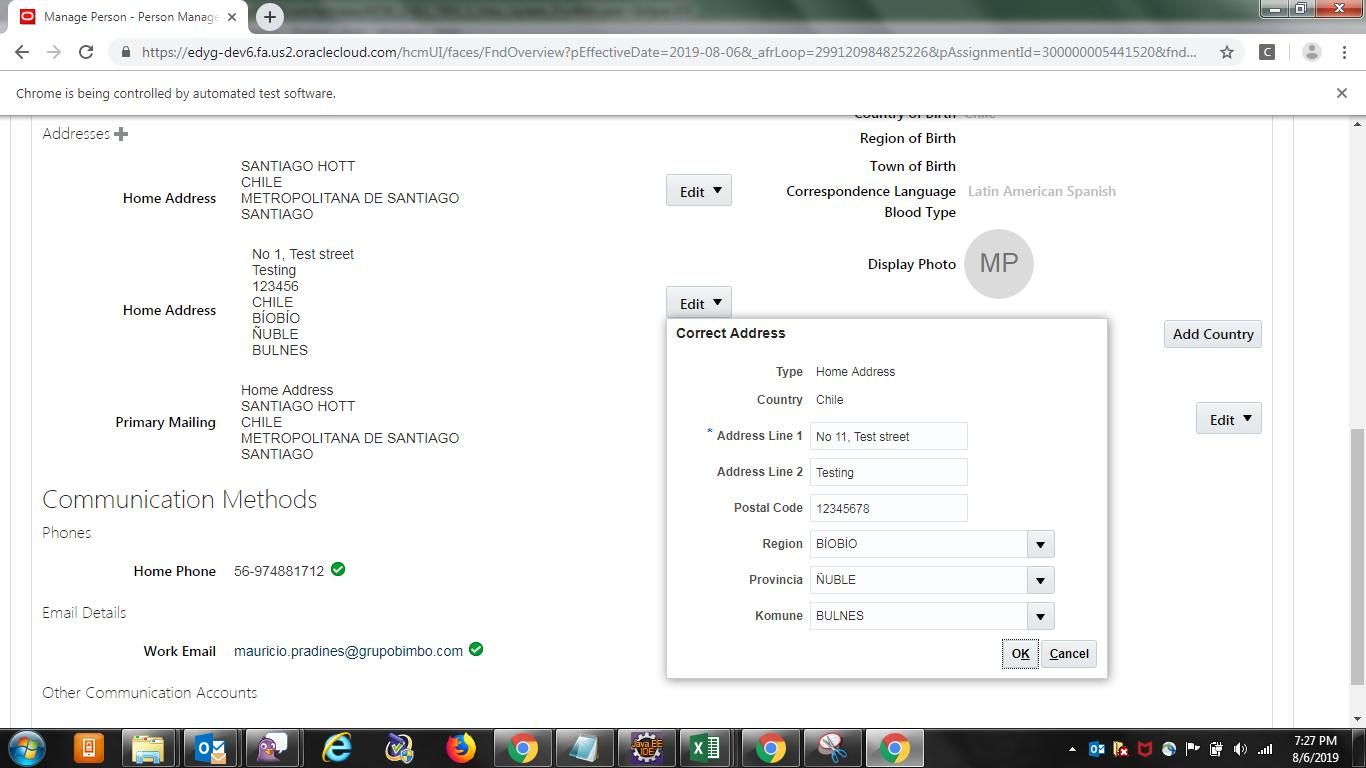 Manage Person - Person Manage
https://edyg-dev6.fa.us2.oraclecloud.com/hcmUI/faces/FndOverview?pEffectiveDate=2019-08-06&_afrLoop=299120984825226&pAssignmentId=300000005441520&fnd...
C
Chrome is being controlled by automated test software.
Addresses
Home Address
SANTIAGO HOTT
CHILE
METROPOLITANA DE SANTIAGO
SANTIAGO
Edit
Home Address
No 1, Test street
Testing
123456
CHILE
BÍOBÍO
ÑUBLE
BULNES
Edit
Primary Mailing
Home Address
SANTIAGO HOTT
CHILE
METROPOLITANA DE SANTIAGO
SANTIAGO
Communication Methods
Phones
Home Phone 56-974881712
Email Details
Work Email mauricio.pradines@grupobimbo.com
Other Communication Accounts
Country of Birth Chile
Region of Birth
Town of Birth
Correspondence Language Latin American Spanish
Blood Type
Display Photo MP
Add Country
Edit
Correct Address
Type Home Address
Country Chile
* Address Line 1 No 11, Test street
Address Line 2 Testing
Postal Code 12345678
Region BÍOBÍO
Provincia ÑUBLE
Komune BULNES
OK Cancel
Java EE
IDE
7:27 PM
8/6/2019